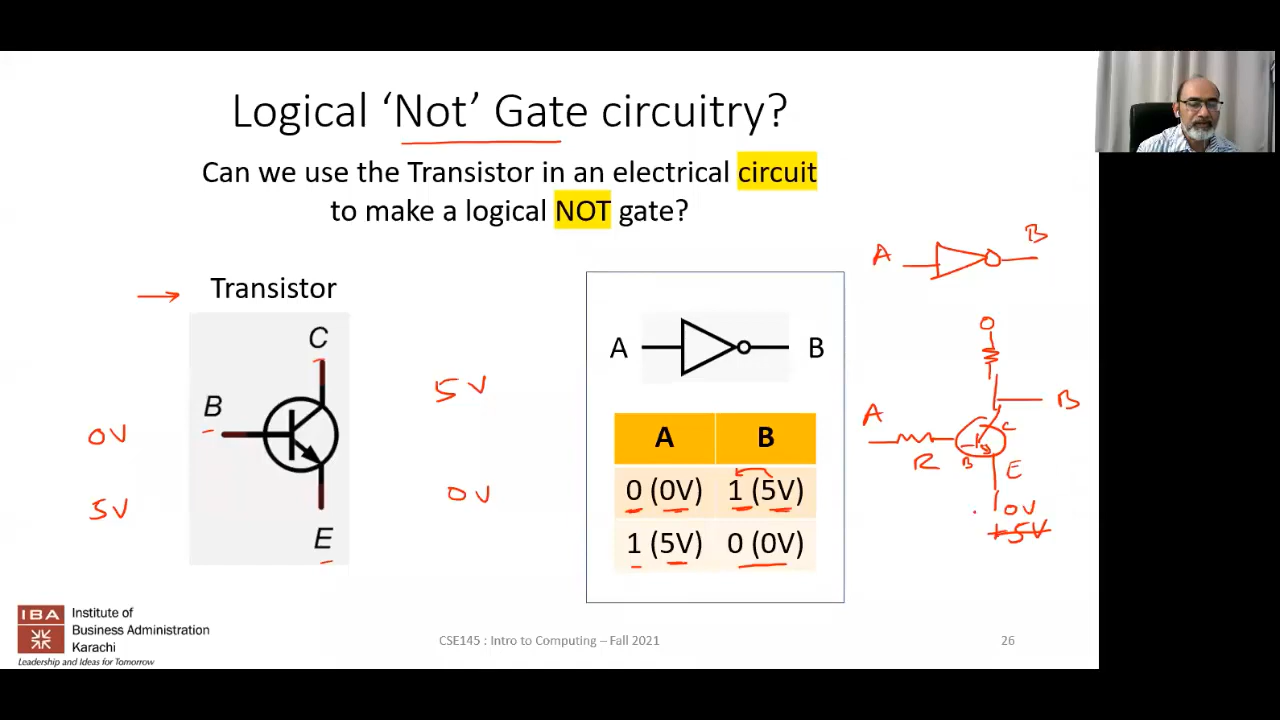 Logical ‘Not’ Gate circuitry?
Can we use the Transistor in an electrical circuit
to make a logical NOT gate?
Transistor
C
B
E
0V
5V
5V
0V
A
B
A B
0 (0V) 1 (5V)
1 (5V) 0 (0V)
A
B
A
R
B
C
E
B
0V
+5V
IBA
Institute of
Business Administration
Karachi
Leadership and Ideas for Tomorrow
CSE145 : Intro to Computing – Fall 2021
26